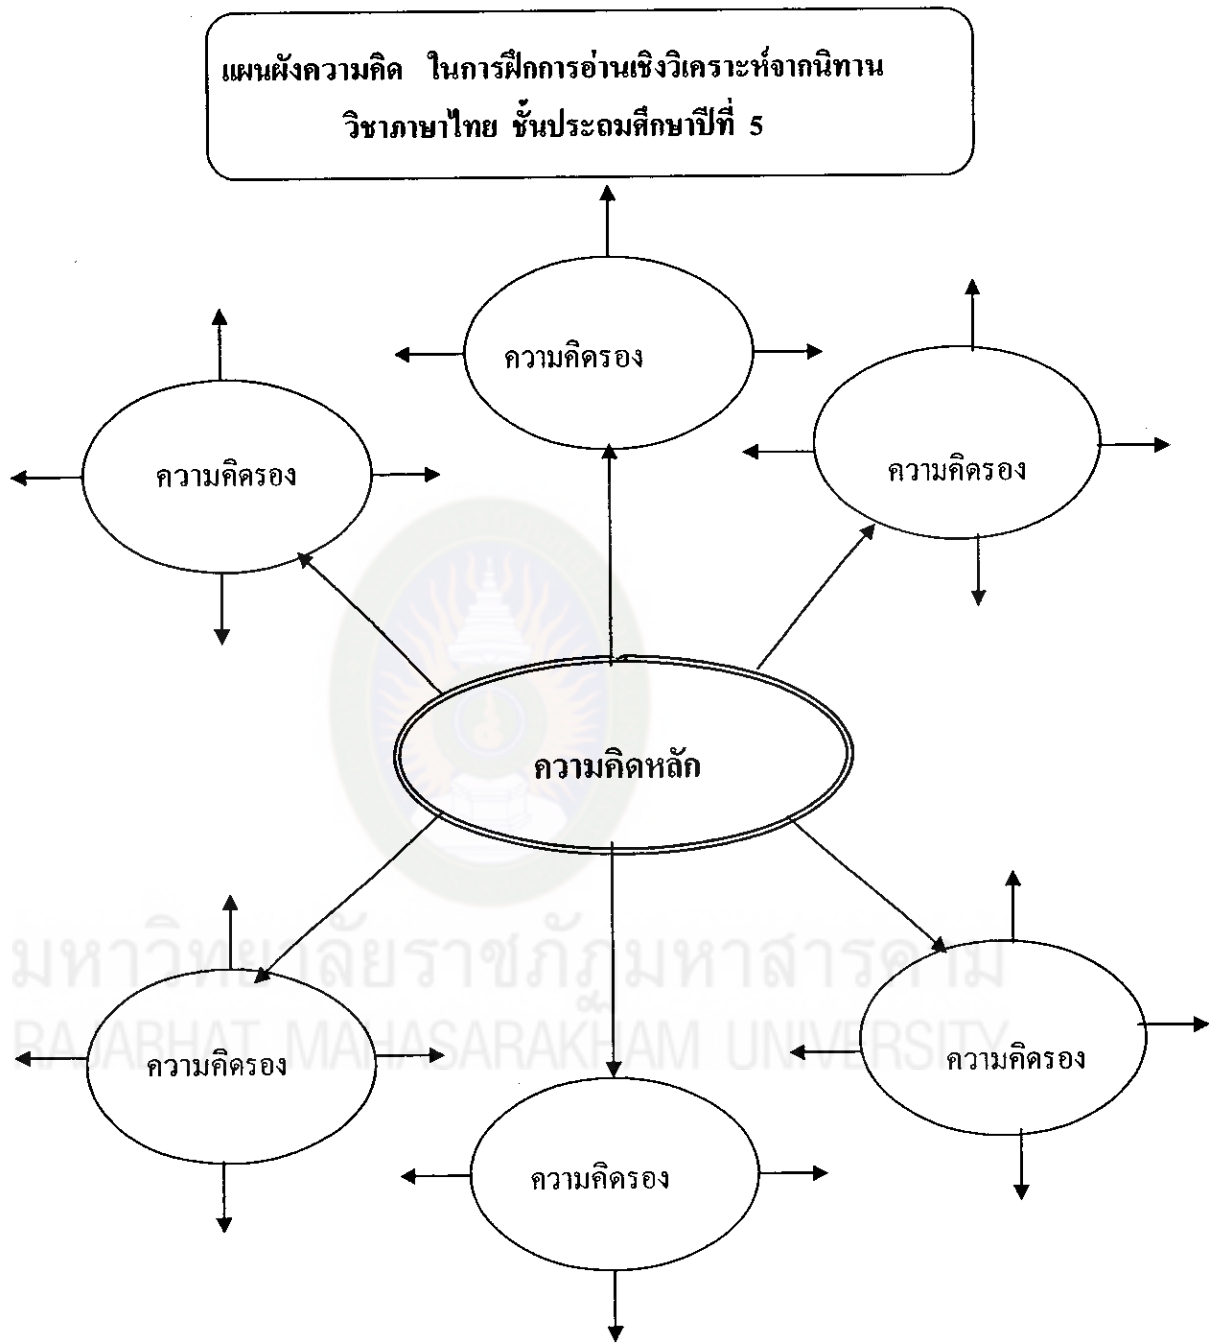 แผนผังความคิด ในการฝึกการอ่านเชิงวิเคราะห์จากนิทาน
วิชาภาษาไทย ชั้นประถมศึกษาปีที่ 5
ความคิดรอง
ความคิดรอง
ความคิดรอง
ความคิดหลัก
มหาวิทยาลัยราชภัฏมหาสารคาม
RAJABHAT MAHASARAKHAM UNIVERSITY
ความคิดรอง
ความคิดรอง
ความคิดรอง